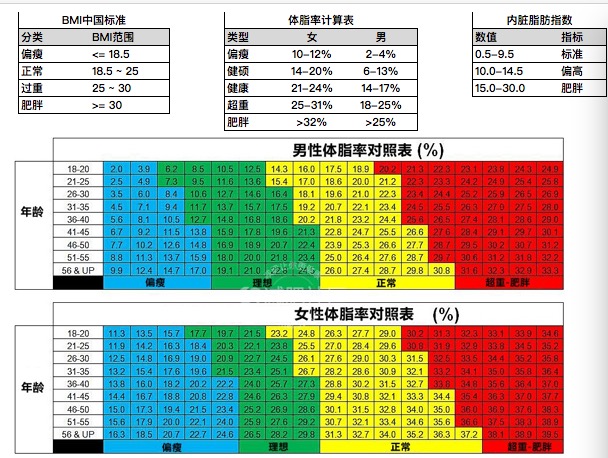 BMI中国标准
分类 BMI范围
偏瘦 <= 18.5
正常 18.5 ~ 25
过重 25 ~ 30
肥胖 >= 30
体脂率计算表
类型 女 男
偏瘦 10-12% 2-4%
健硕 14-20% 6-13%
健康 21-24% 14-17%
超重 25-31% 18-25%
肥胖 >32% >25%
内脏脂肪指数
数值 指标
0.5-9.5 标准
10.0-14.5 偏高
15.0-30.0 肥胖
男性体脂率对照表 (%)
年龄
18-20 2.0 3.9 6.2 8.5 10.5 12.5 14.3 16.0 17.5 18.9 20.2 21.3 22.3 23.1 23.8 24.3 24.9
21-25 2.5 4.9 7.3 9.5 11.6 13.6 15.4 17.0 18.6 20.0 21.2 22.3 23.3 24.2 24.9 25.4 25.8
26-30 3.5 6.0 8.4 10.6 12.7 14.6 16.4 18.1 19.6 21.0 22.3 23.4 24.4 25.2 25.9 26.5 26.9
31-35 4.5 7.1 9.4 11.7 13.7 15.7 17.5 19.2 20.7 22.1 23.4 24.5 25.5 26.3 27.0 27.5 28.0
36-40 5.6 8.1 10.5 12.7 14.8 16.8 18.6 20.2 21.8 23.2 24.4 25.6 26.5 27.4 28.1 28.6 29.0
41-45 6.7 9.2 11.5 13.8 15.9 17.8 19.6 21.3 22.8 24.7 25.5 26.6 27.6 28.4 29.1 29.7 30.1
46-50 7.7 10.2 12.6 14.8 16.9 18.9 20.7 22.4 23.9 25.3 26.6 27.7 28.7 29.5 30.2 30.7 31.2
51-55 8.8 11.3 13.7 15.9 18.0 20.0 21.8 23.4 25.0 26.4 27.6 28.7 29.7 30.6 31.2 31.8 32.2
56 & UP 9.9 12.4 14.7 17.0 19.1 21.0 22.8 24.5 26.0 27.4 28.7 29.8 30.8 31.6 32.3 32.9 33.3
偏瘦 理想 正常 超重-肥胖
女性体脂率对照表 (%)
年龄
18-20 11.3 13.5 15.7 17.7 19.7 21.5 23.2 24.8 26.3 27.7 29.0 30.2 31.3 32.3 33.1 33.9 34.6
21-25 11.9 14.2 16.3 18.4 20.3 22.1 23.8 25.5 27.0 28.4 29.6 30.8 31.9 32.9 33.8 34.5 35.2
26-30 12.5 14.8 16.9 19.0 20.9 22.7 24.5 26.1 27.6 29.0 30.3 31.5 32.5 33.5 34.4 35.2 35.8
31-35 13.2 15.4 17.6 19.6 21.5 23.4 25.1 26.7 28.2 29.6 30.9 32.1 33.2 34.1 35.0 35.8 36.4
36-40 13.8 16.0 18.2 20.2 22.2 24.0 25.7 27.3 28.8 30.2 31.5 32.7 33.8 34.8 35.6 36.4 37.0
41-45 14.4 16.7 18.8 20.8 22.8 24.6 26.3 27.9 29.4 30.8 32.1 33.3 34.4 35.4 36.3 37.0 37.7
46-50 15.0 17.3 19.4 21.5 23.4 25.2 26.9 28.6 30.1 31.5 32.8 34.0 35.0 36.0 36.9 37.6 38.3
51-55 15.6 17.9 20.0 22.1 24.0 25.9 27.6 29.2 30.7 32.1 33.4 34.6 35.6 36.6 37.5 38.3 38.9
56 & UP 16.3 18.5 20.7 22.7 24.6 26.5 28.2 29.8 31.3 32.7 34.0 35.2 36.3 37.2 38.1 38.9 39.5
偏瘦 理想 正常 超重-肥胖